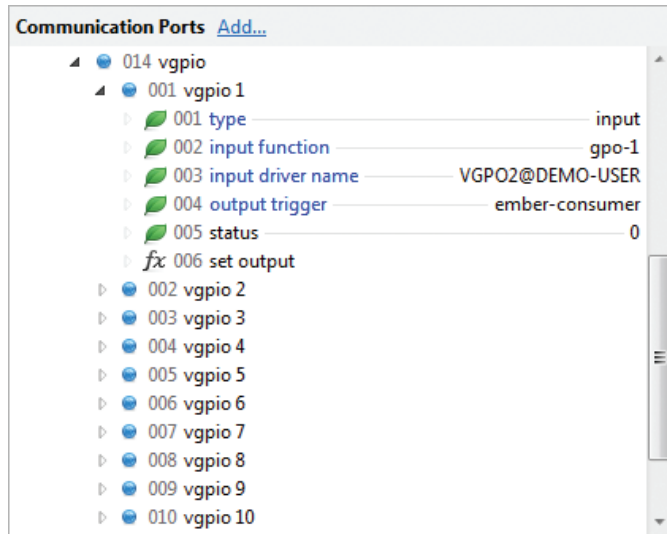 Communication Ports Add...
014 vgpio
001 vgpio 1
001 type input
002 input function gpo-1
003 input driver name VGPO2@DEMO-USER
004 output trigger ember-consumer
005 status 0
fx 006 set output
002 vgpio 2
003 vgpio 3
004 vgpio 4
005 vgpio 5
006 vgpio 6
007 vgpio 7
008 vgpio 8
009 vgpio 9
010 vgpio 10